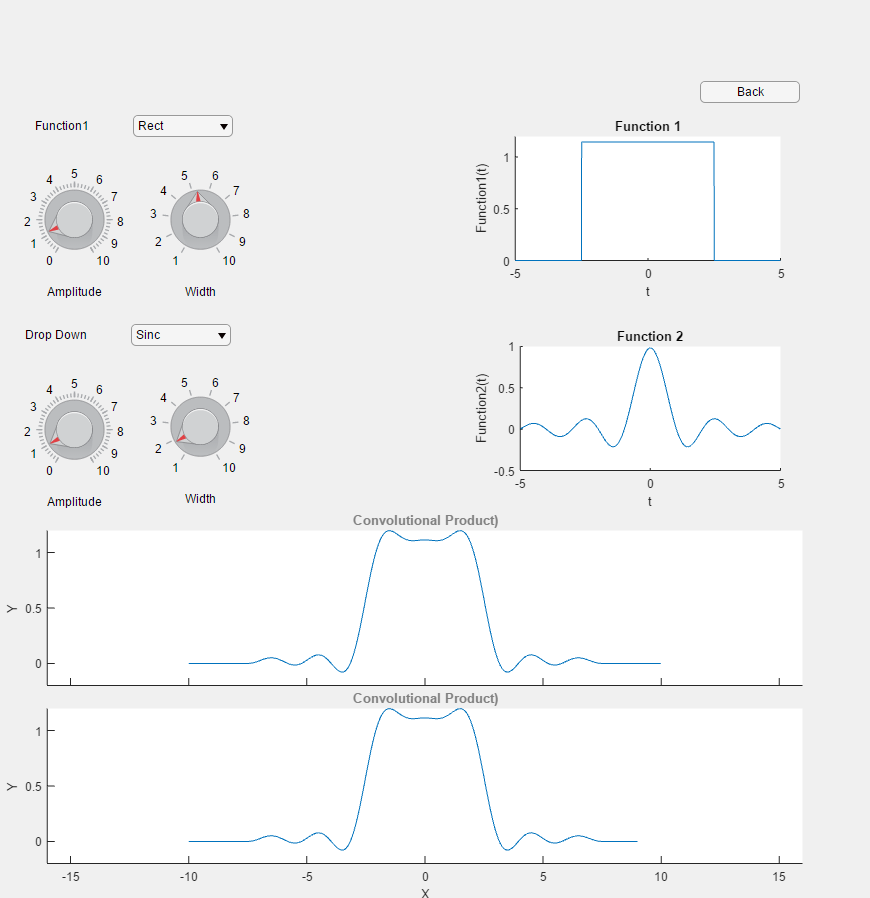 Back
Function1 Rect
0 1 2 3 4 5 6 7 8 9 10
Amplitude
1 2 3 4 5 6 7 8 9 10
Width
Function 1
Function1(t)
0 0.5 1
-5 0 5
t
Drop Down Sinc
0 1 2 3 4 5 6 7 8 9 10
Amplitude
1 2 3 4 5 6 7 8 9 10
Width
Function 2
Function2(t)
-0.5 0 0.5 1
-5 0 5
t
Convolutional Product)
Y
1
0.5
0
Convolutional Product)
Y
1
0.5
0
-15 -10 -5 0 5 10 15
X